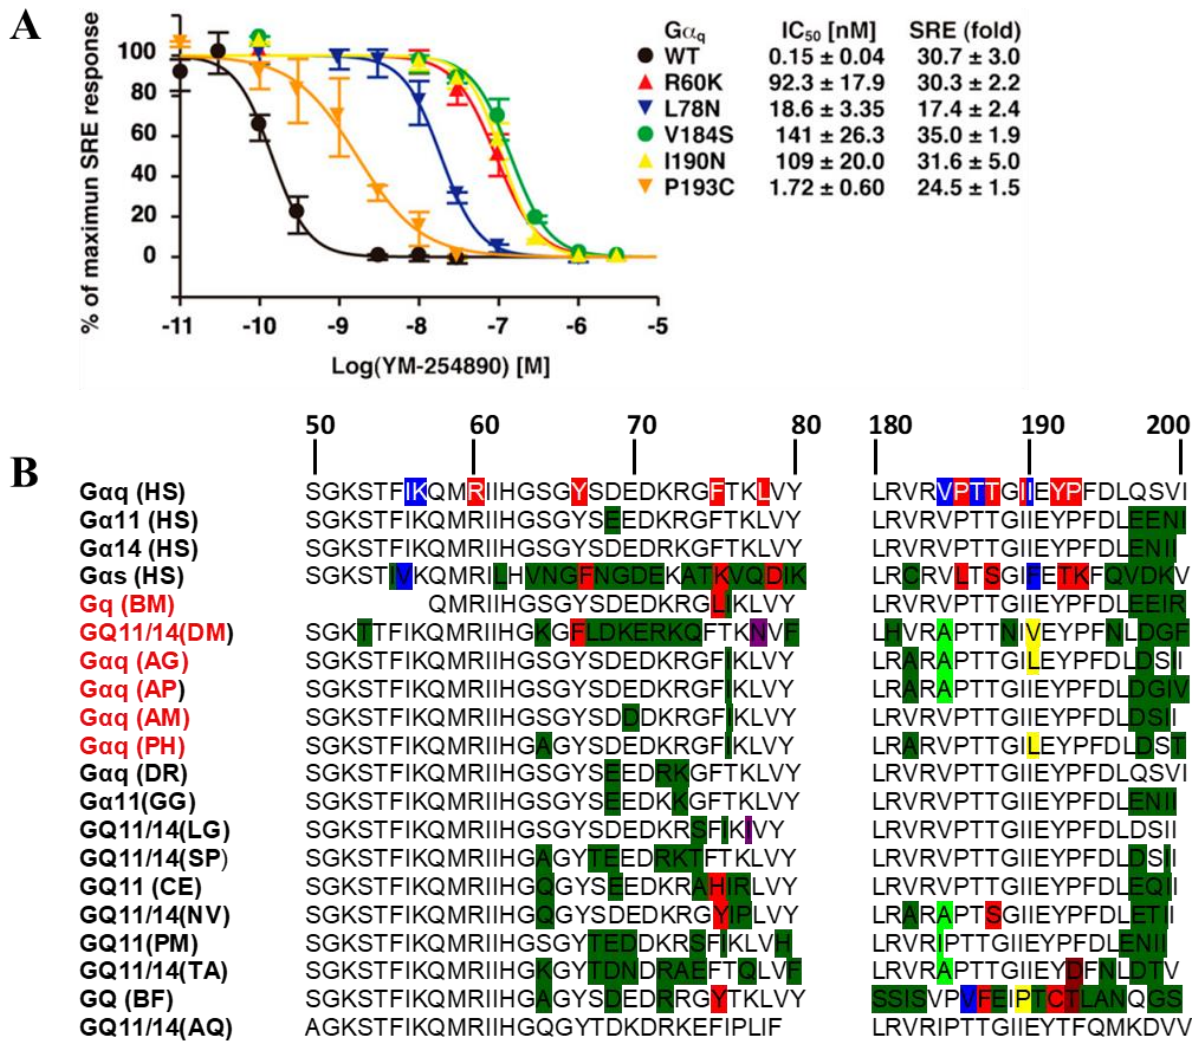 A
% of maximun SRE response
100
80
60
40
20
0
-11 -10 -9 -8 -7 -6 -5
Log(YM-254890) [M]
Gαq IC50 [nM] SRE (fold)
WT 0.15 ± 0.04 30.7 ± 3.0
R60K 92.3 ± 17.9 30.3 ± 2.2
L78N 18.6 ± 3.35 17.4 ± 2.4
V184S 141 ± 26.3 35.0 ± 1.9
I190N 109 ± 20.0 31.6 ± 5.0
P193C 1.72 ± 0.60 24.5 ± 1.5
B
50 60 70 80 180 190 200
Gαq (HS) SGKSTFIKQMRIIHGSGYSDEDKRGFTKLVY LRVRVPTTGIIEYPFDLQSVI
Gα11 (HS) SGKSTFIKQMRIIHGSGYSEEDKRGFTKLVY LRVRVPTTGIIEYPFDLEENI
Gα14 (HS) SGKSTFIKQMRIIHGSGYSDEDRKGFTKLVY LRVRVPTTGIIEYPFDLENII
Gαs (HS) SGKSTIVKQMRILHVNGFNGDEKATKVQDIK LRCRVLTSGIFETKFQVDKV
Gq (BM) QMRIIHGSGYSDEDKRGLIKLVY LRVRVPTTGIIEYPFDLEEIR
GQ11/14(DM) SGKTTFIKQMRIIHGKGFLDKERKQFTKNVF LHVRAPTTNIVEYPFNLDGF
Gαq (AG) SGKSTFIKQMRIIHGSGYSDEDKRGFIKLVY LRARAPTTGILEYPFDLDSII
Gαq (AP) SGKSTFIKQMRIIHGSGYSDEDKRGFIKLVY LRARAPTTGIIEYPFDLDGIV
Gαq (AM) SGKSTFIKQMRIIHGSGYSDDDKRGFIKLVY LRVRVPTTGIIEYPFDLDSII
Gαq (PH) SGKSTFIKQMRIIHGAGYSDEDKRGFIKLVY LRARVPTTGILEYPFDLDST
Gαq (DR) SGKSTFIKQMRIIHGSGYSEEDRKGFTKLVY LRVRVPTTGIIEYPFDLQSVI
Gα11(GG) SGKSTFIKQMRIIHGSGYSEEDKKGFTKLVY LRVRVPTTGIIEYPFDLENII
GQ11/14(LG) SGKSTFIKQMRIIHGSGYSDEDKRSFIKIVY LRVRVPTTGIIEYPFDLDSII
GQ11/14(SP) SGKSTFIKQMRIIHGAGYTEEDRKTFTKLVY LRVRVPTTGIIEYPFDLDSII
GQ11 (CE) SGKSTFIKQMRIIHGQGYSEEDKRAHIRLVY LRVRVPTTGIIEYPFDLEQII
GQ11/14(NV) SGKSTFIKQMRIIHGQGYSDEDKRGYIPLVY LRARAPTSGIIEYPFDLETII
GQ11(PM) SGKSTFIKQMRIIHGSGYTEDDKRSFIKLVH LRVRIPTTGIIEYPFDLENII
GQ11/14(TA) SGKSTFIKQMRIIHGKGYTDNDRAEFTQLVF LRVRAPTTGIIEYDFNLDTV
GQ (BF) SGKSTFIKQMRIIHGAGYSDEDRRGYTKLVY SSISVPVFEIPTCTLANQGS
GQ11/14(AQ) AGKSTFIKQMRIIHGQGYTDKDRKEFIPLIF LRVRIPTTGIIEYTFQMKDVV